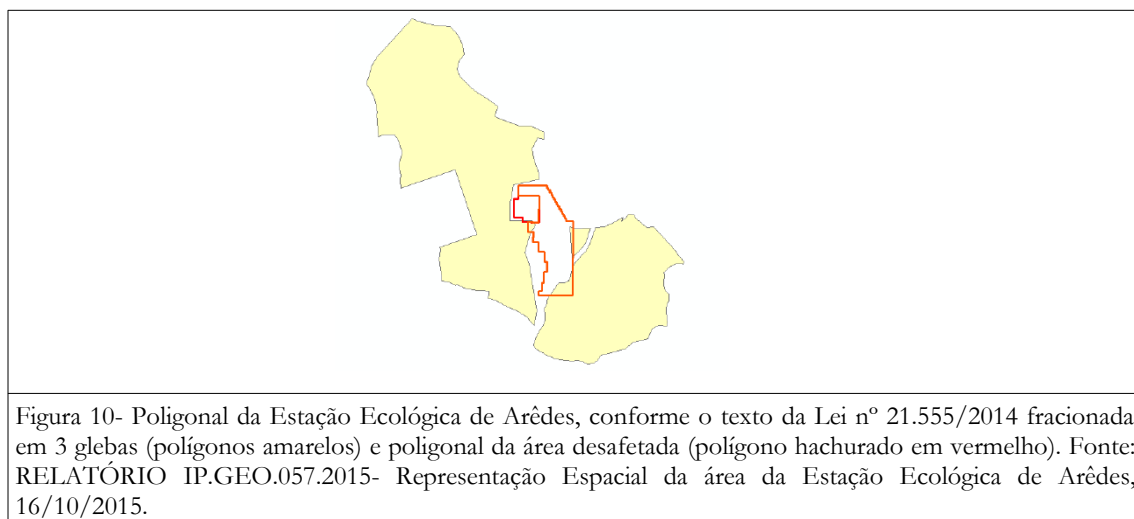 Figura 10- Poligonal da Estação Ecológica de Arêdes, conforme o texto da Lei nº 21.555/2014 fracionada
em 3 glebas (polígonos amarelos) e poligonal da área desafetada (polígono hachurado em vermelho). Fonte:
RELATÓRIO IP.GEO.057.2015- Representação Espacial da área da Estação Ecológica de Arêdes,
16/10/2015.